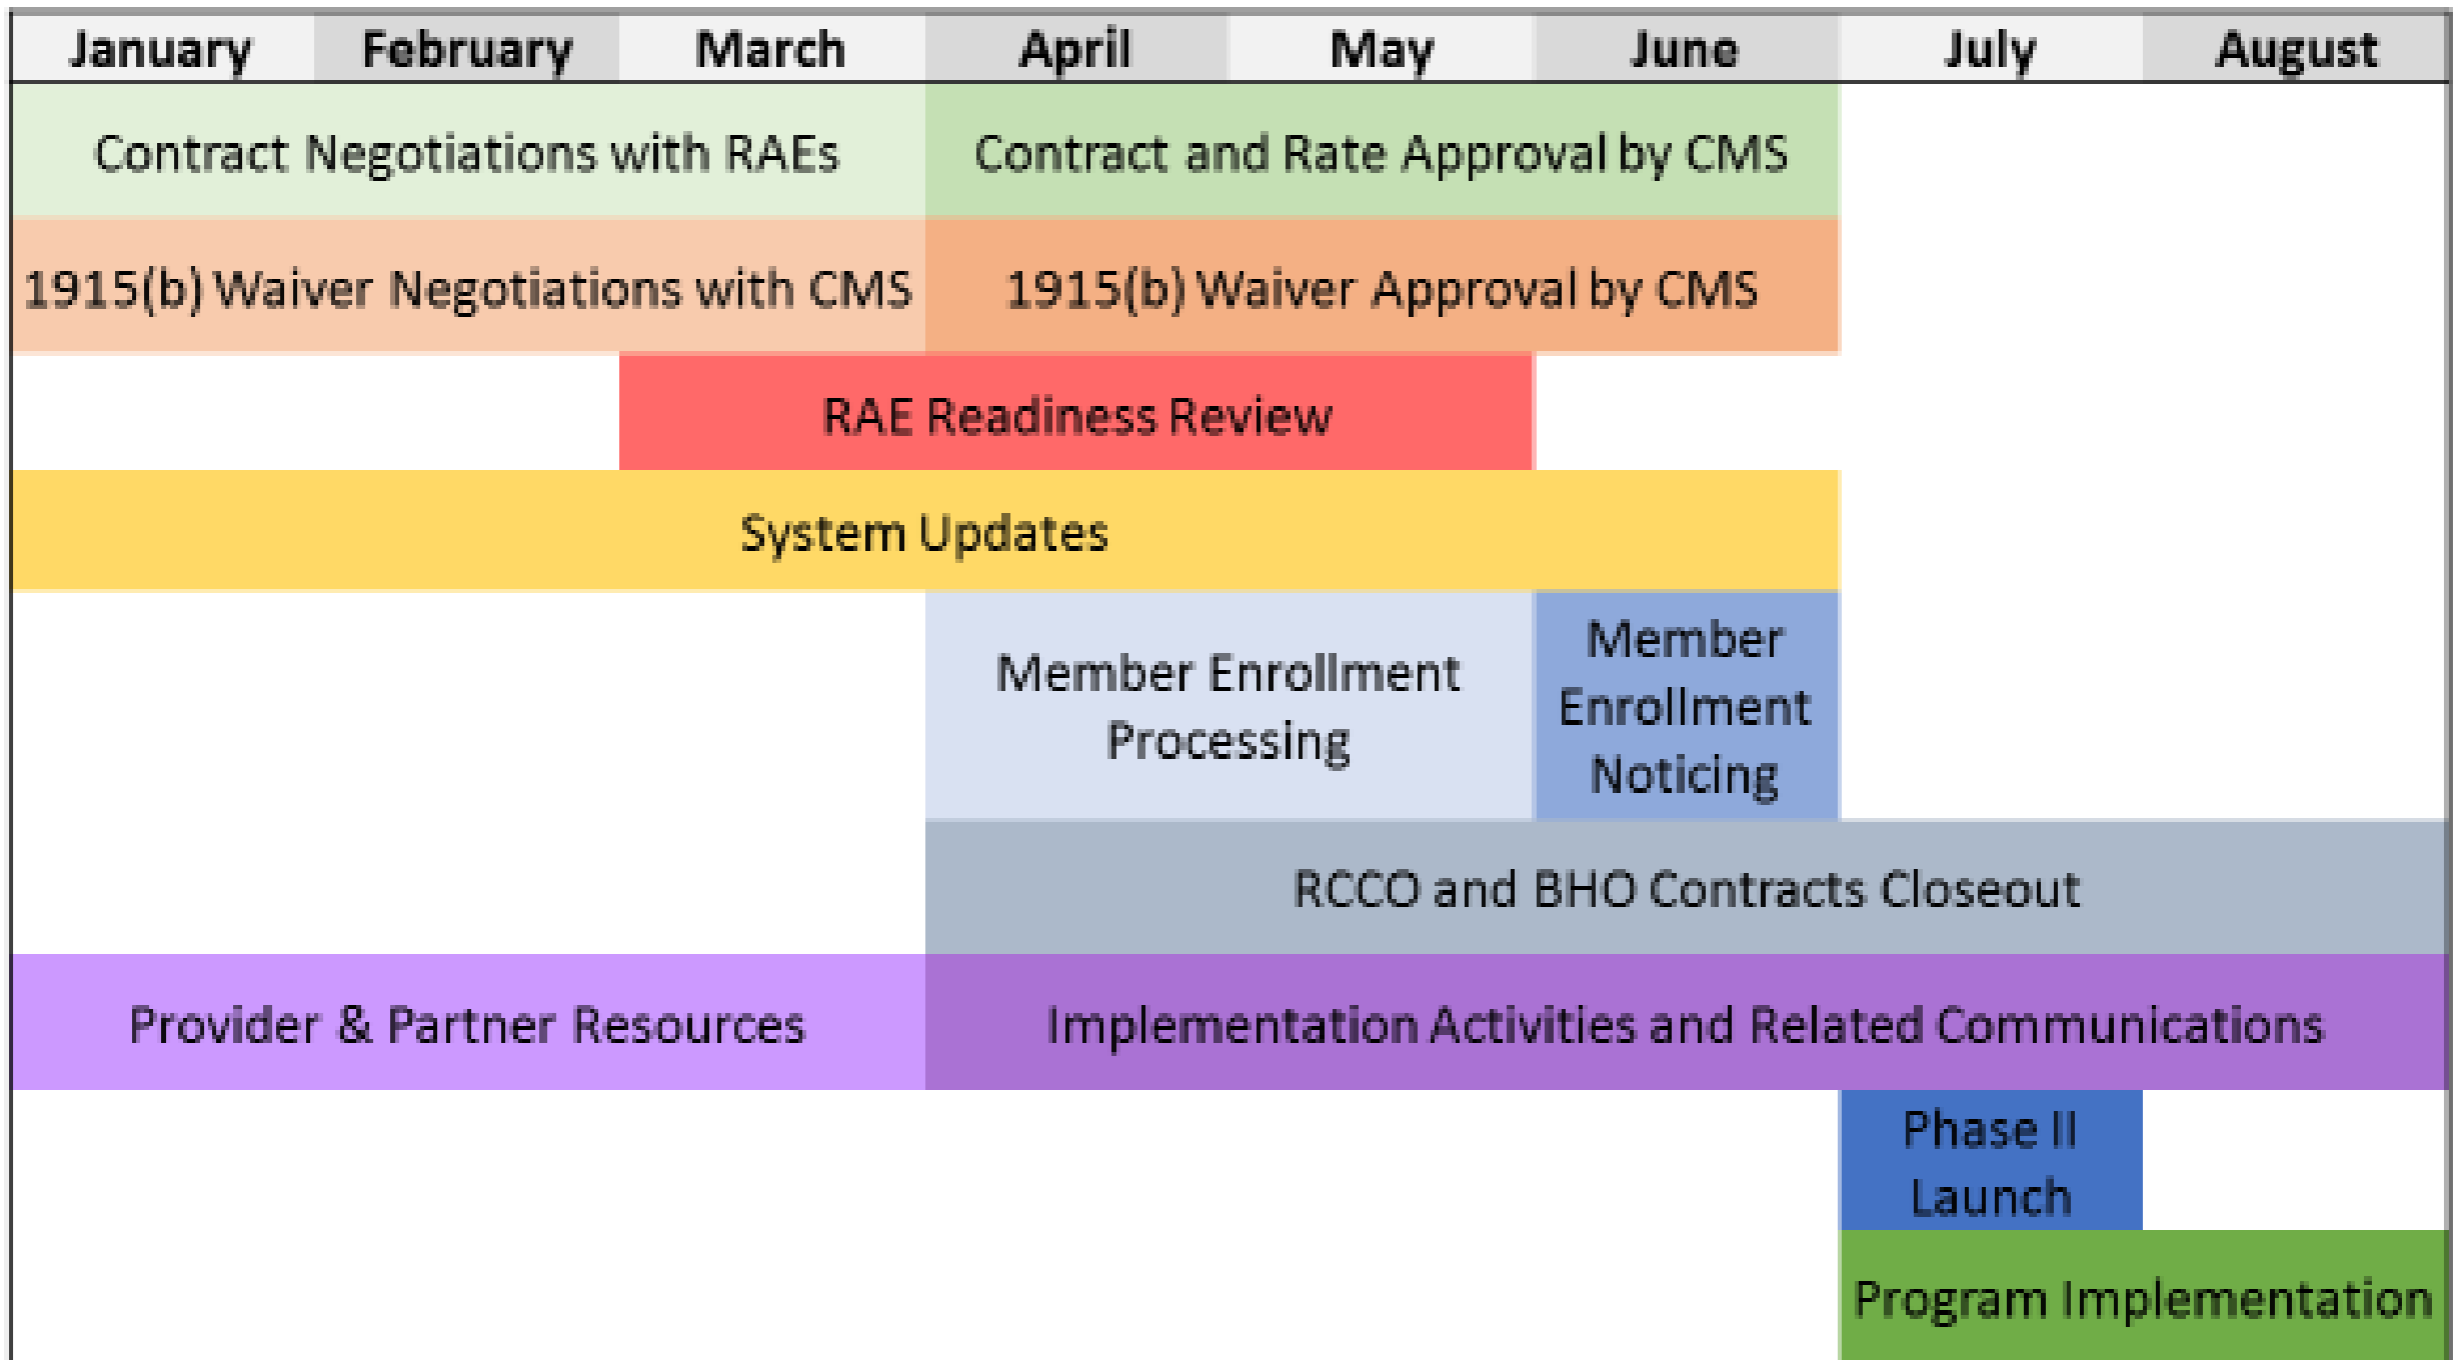 January February March April May June July August
Contract Negotiations with RAEs Contract and Rate Approval by CMS
1915(b) Waiver Negotiations with CMS 1915(b) Waiver Approval by CMS
RAE Readiness Review
System Updates
Member Enrollment
Processing
Member
Enrollment
Noticing
RCCO and BHO Contracts Closeout
Provider & Partner Resources Implementation Activities and Related Communications
Phase II
Launch
Program Implementation